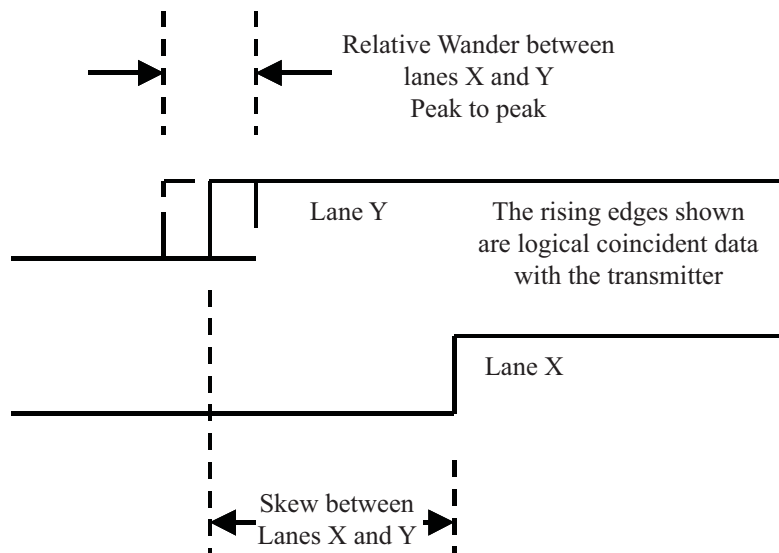 Relative Wander between
lanes X and Y
Peak to peak
Lane Y
The rising edges shown
are logical coincident data
with the transmitter
Lane X
Skew between
Lanes X and Y